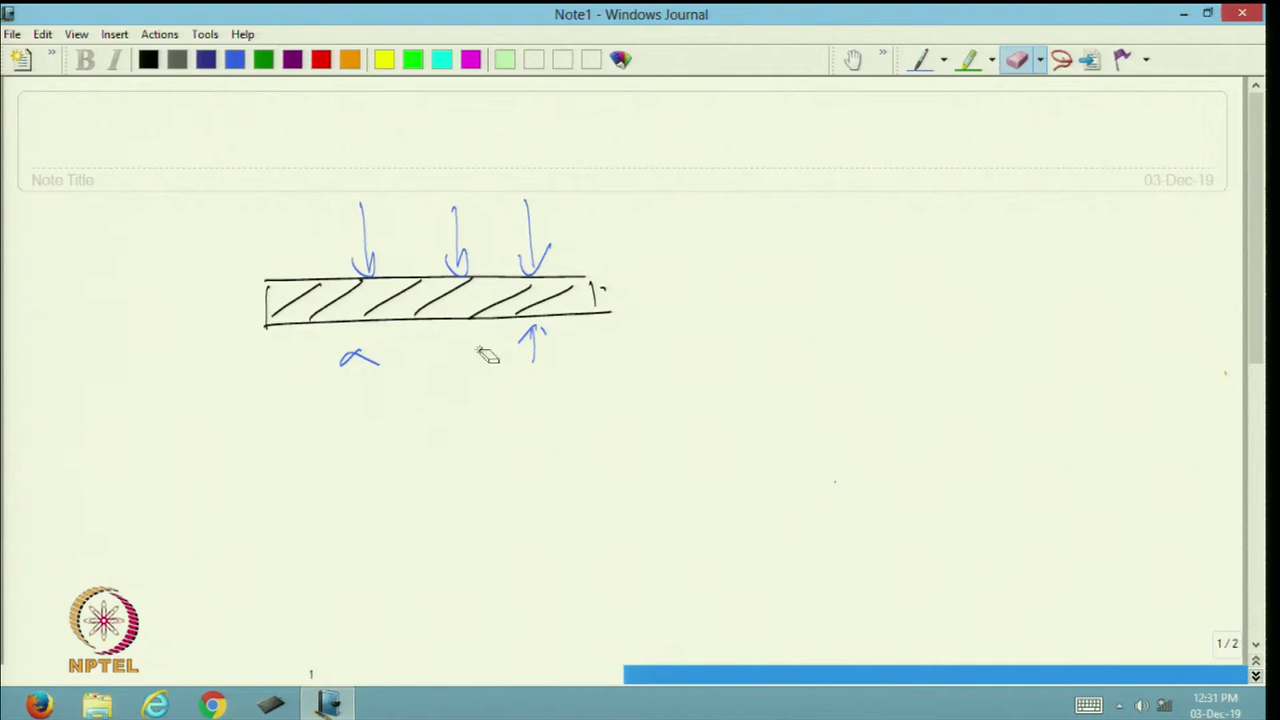 Note1 - Windows Journal
File Edit View Insert Actions Tools Help
B I
Note Title
03-Dec-19
1 / 2
NPTEL
1
12:31 PM
03-Dec-19